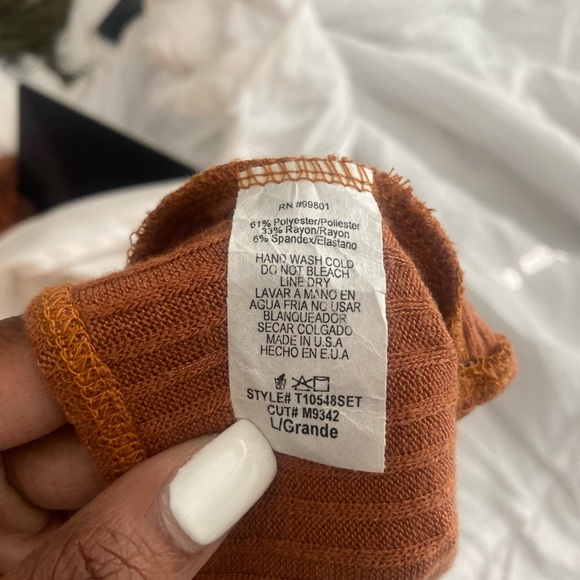 RN #99801
61% Polyester/Poliester
33% Rayon/Rayon
6% Spandex/Elastano
HAND WASH COLD
DO NOT BLEACH
LINE DRY
LAVAR A MANO EN
AGUA FRIA NO USAR
BLANQUEADOR
SECAR COLGADO
MADE IN U.S.A
HECHO EN E.U.A
STYLE# T10548SET
CUT# M9342
L/Grande